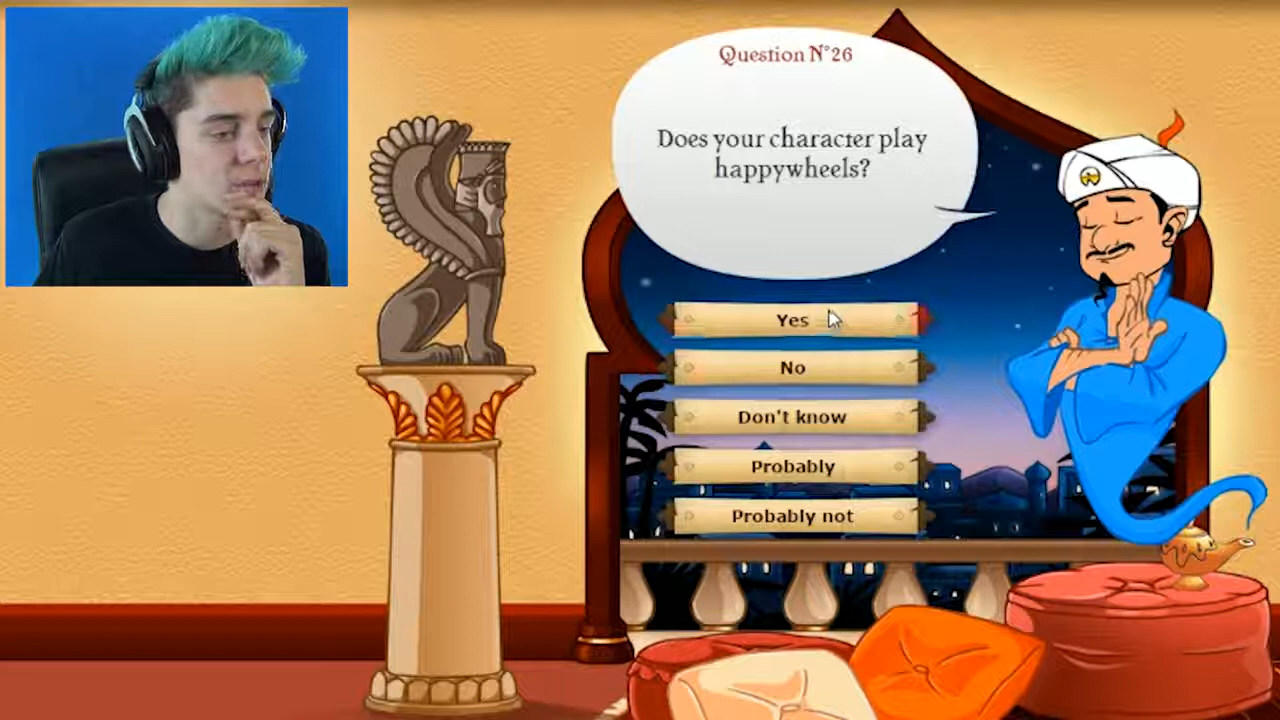 Question N°26
Does your character play
happywheels?
Yes
No
Don't know
Probably
Probably not